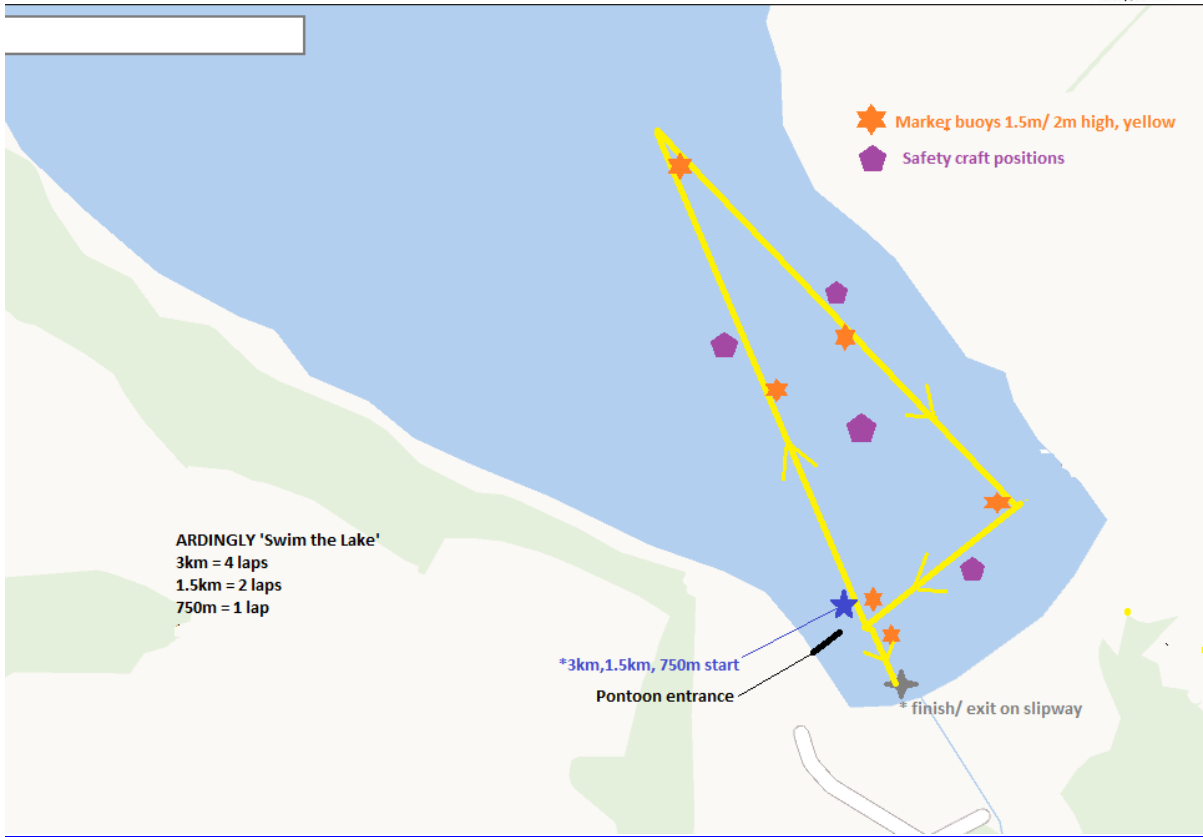 Marker buoys 1.5m/ 2m high, yellow
Safety craft positions
ARDINGLY 'Swim the Lake'
3km = 4 laps
1.5km = 2 laps
750m = 1 lap
*3km,1.5km, 750m start
Pontoon entrance
* finish/ exit on slipway